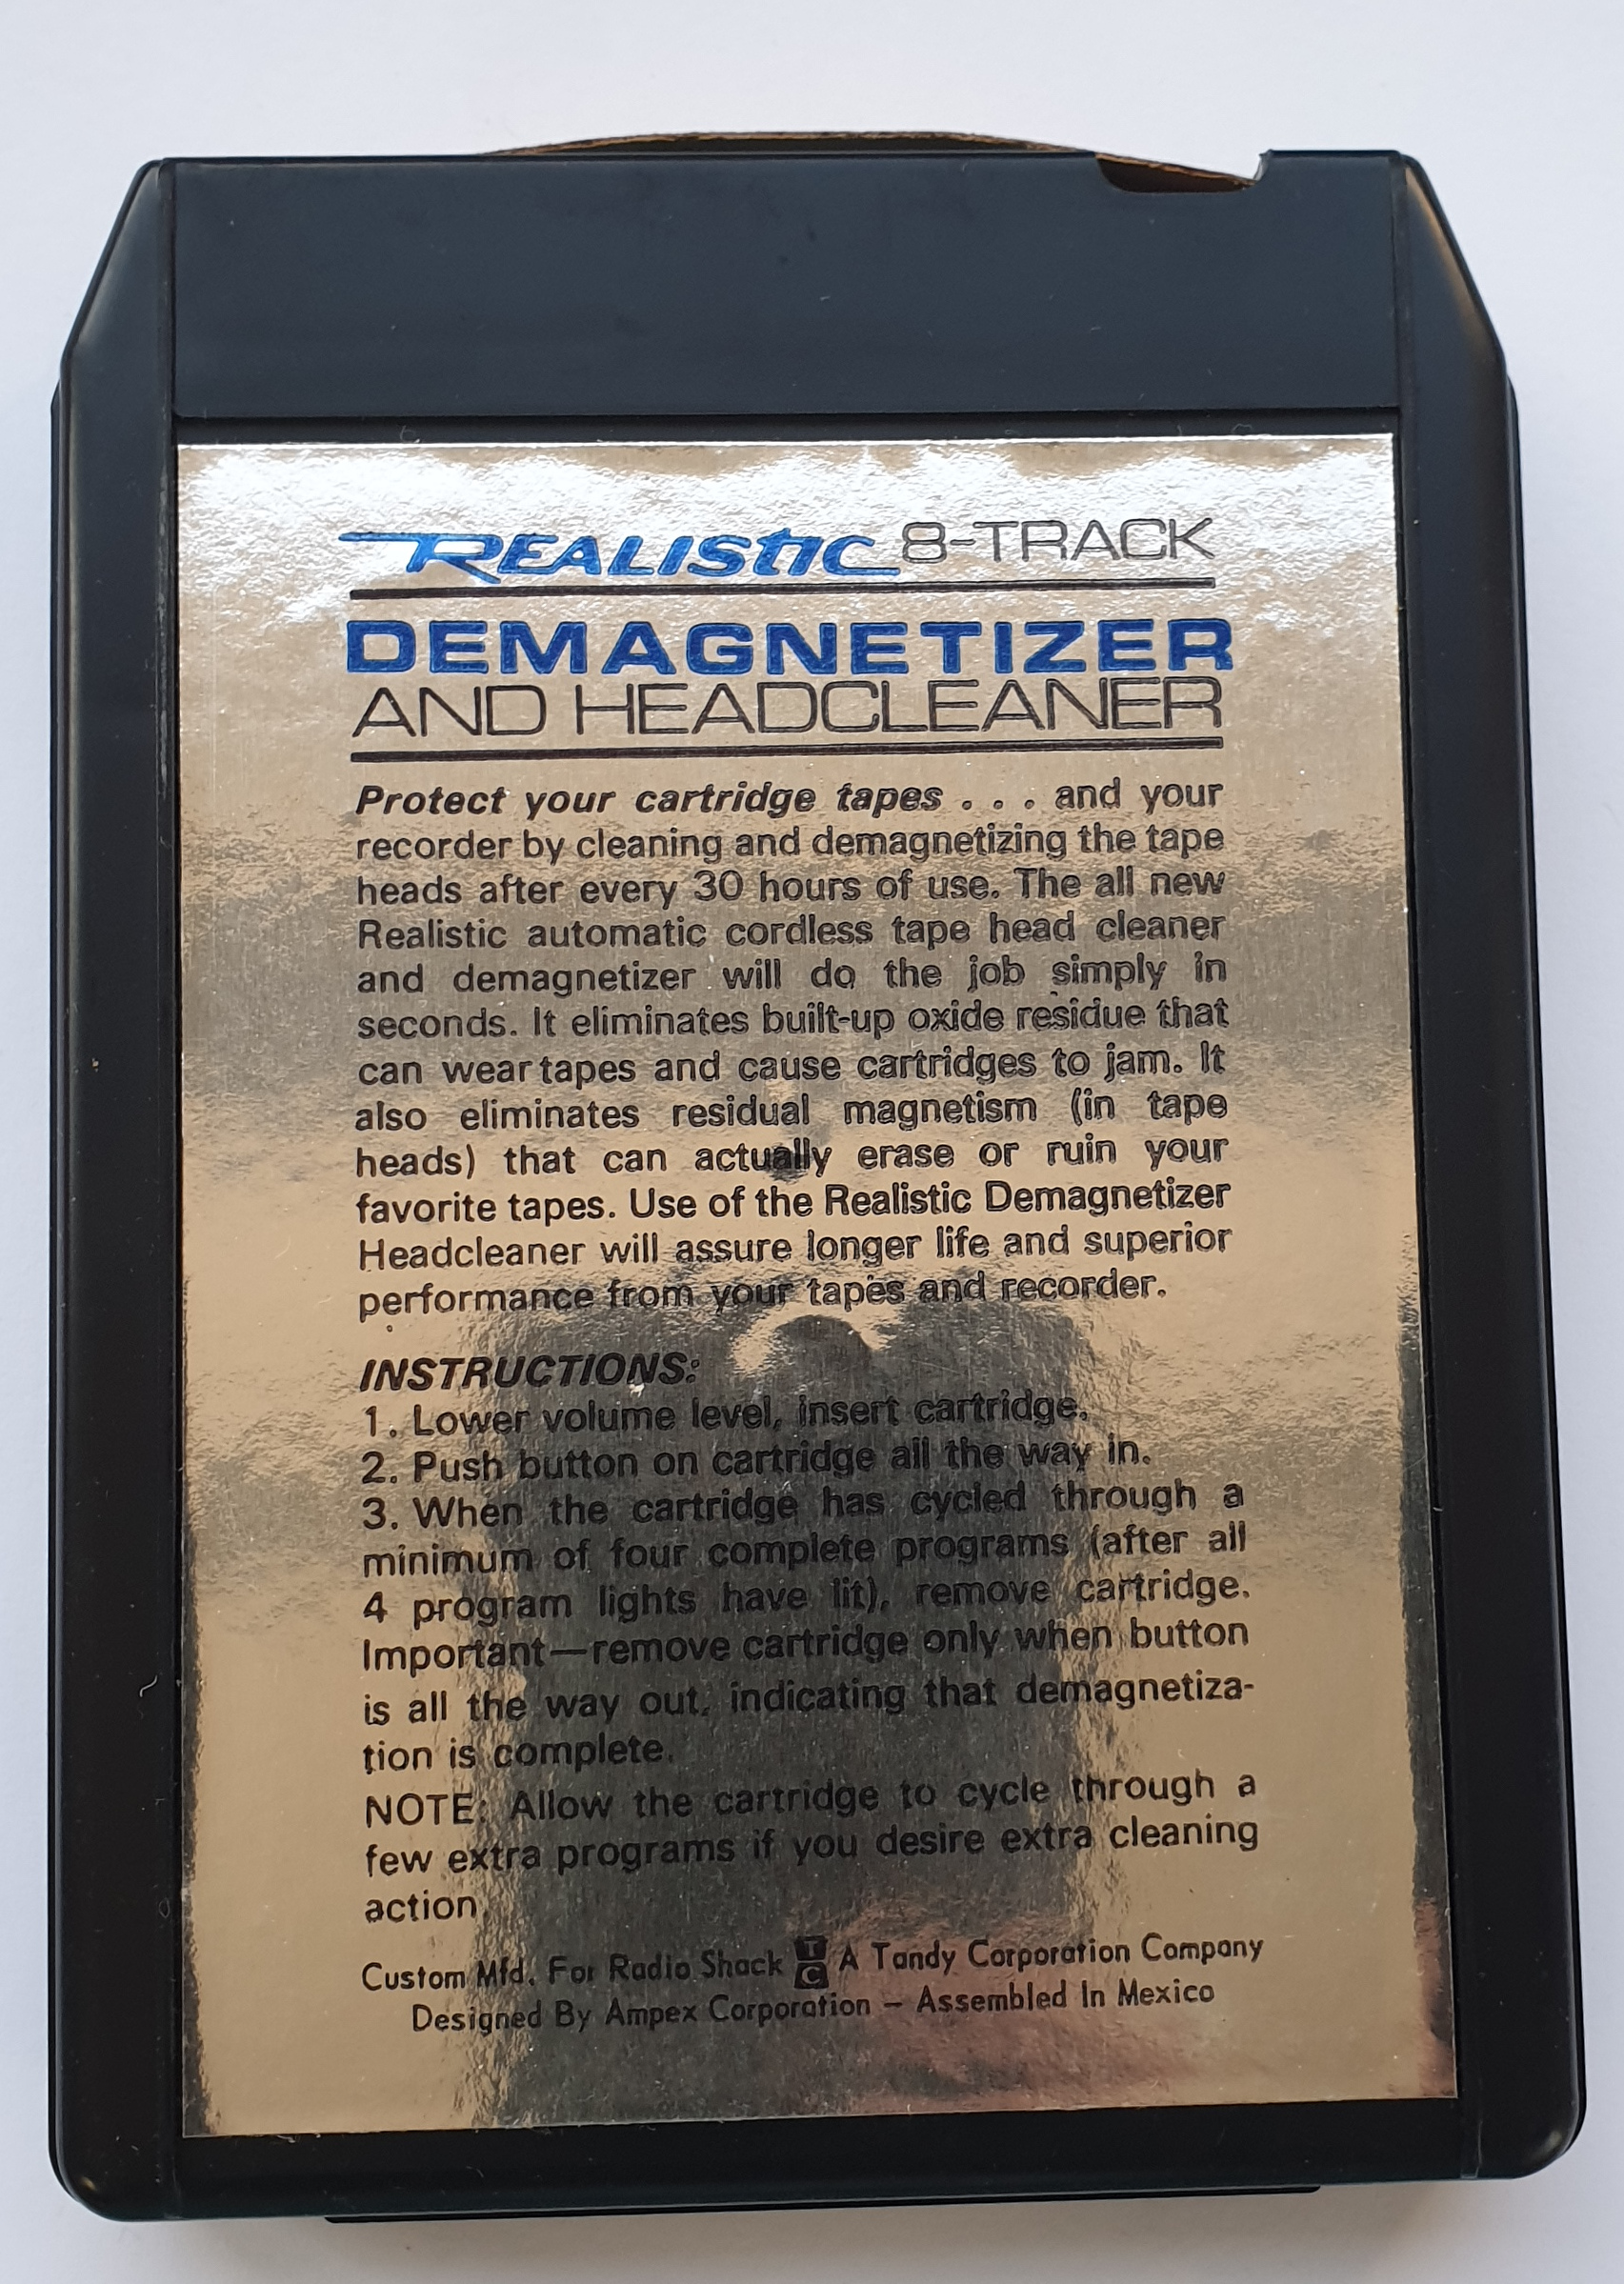 REALISTIC 8-TRACK
DEMAGNETIZER
AND HEADCLEANER
Protect your cartridge tapes . . . and your
recorder by cleaning and demagnetizing the tape
heads after every 30 hours of use. The all new
Realistic automatic cordless tape head cleaner
and demagnetizer will do the job simply in
seconds. It eliminates built-up oxide residue that
can wear tapes and cause cartridges to jam. It
also eliminates residual magnetism (in tape
heads) that can actually erase or ruin your
favorite tapes. Use of the Realistic Demagnetizer
Headcleaner will assure longer life and superior
performance from your tapes and recorder.
INSTRUCTIONS:
1. Lower volume level, insert cartridge.
2. Push button on cartridge all the way in.
3. When the cartridge has cycled through a
minimum of four complete programs (after all
4 program lights have lit), remove cartridge.
Important—remove cartridge only when button
is all the way out, indicating that demagnetiza-
tion is complete.
NOTE: Allow the cartridge to cycle through a
few extra programs if you desire extra cleaning
action
Custom Mfd. For Radio Shack TC A Tandy Corporation Company
Designed By Ampex Corporation – Assembled In Mexico